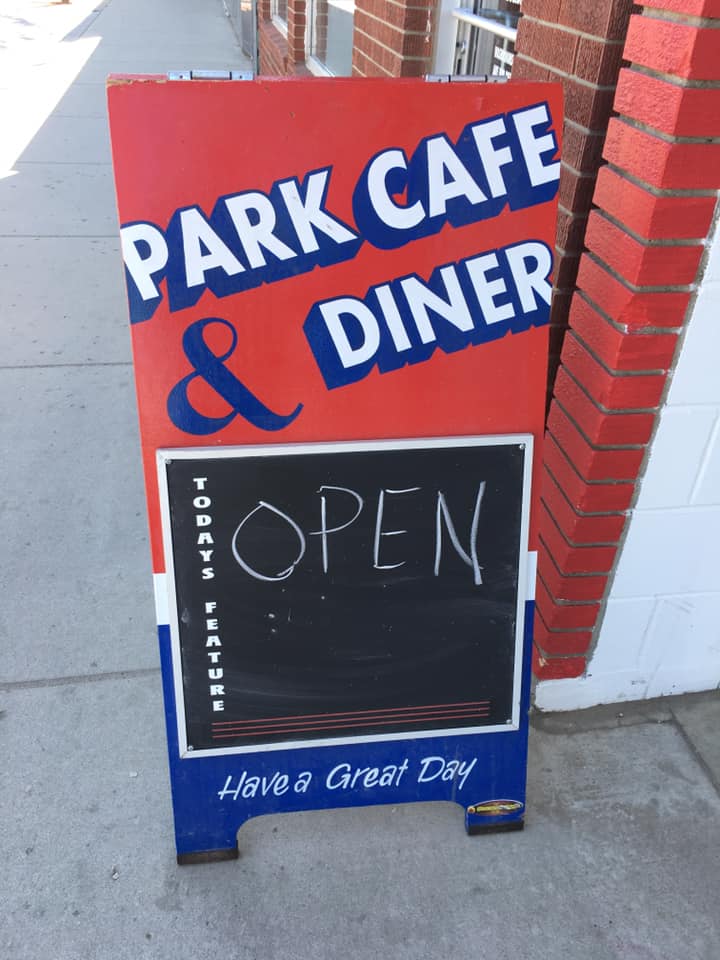 PARK CAFE
& DINER
TODAYS FEATURE
OPEN
Have a Great Day